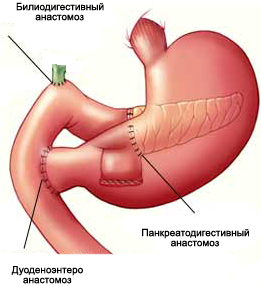 Билиодигестивный
анастомоз
Панкреатодигестивный
анастомоз
Дуоденоэнтеро
анастомоз